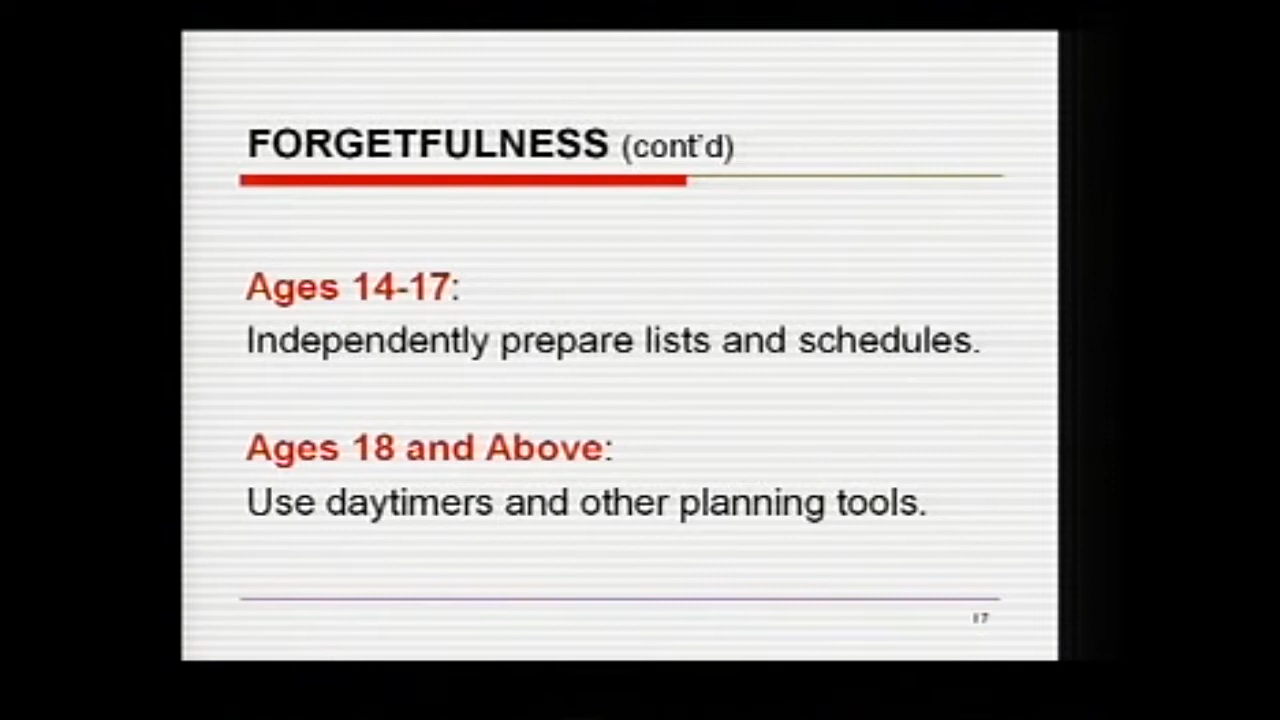 FORGETFULNESS (cont'd)
Ages 14-17:
Independently prepare lists and schedules.
Ages 18 and Above:
Use daytimers and other planning tools.
17